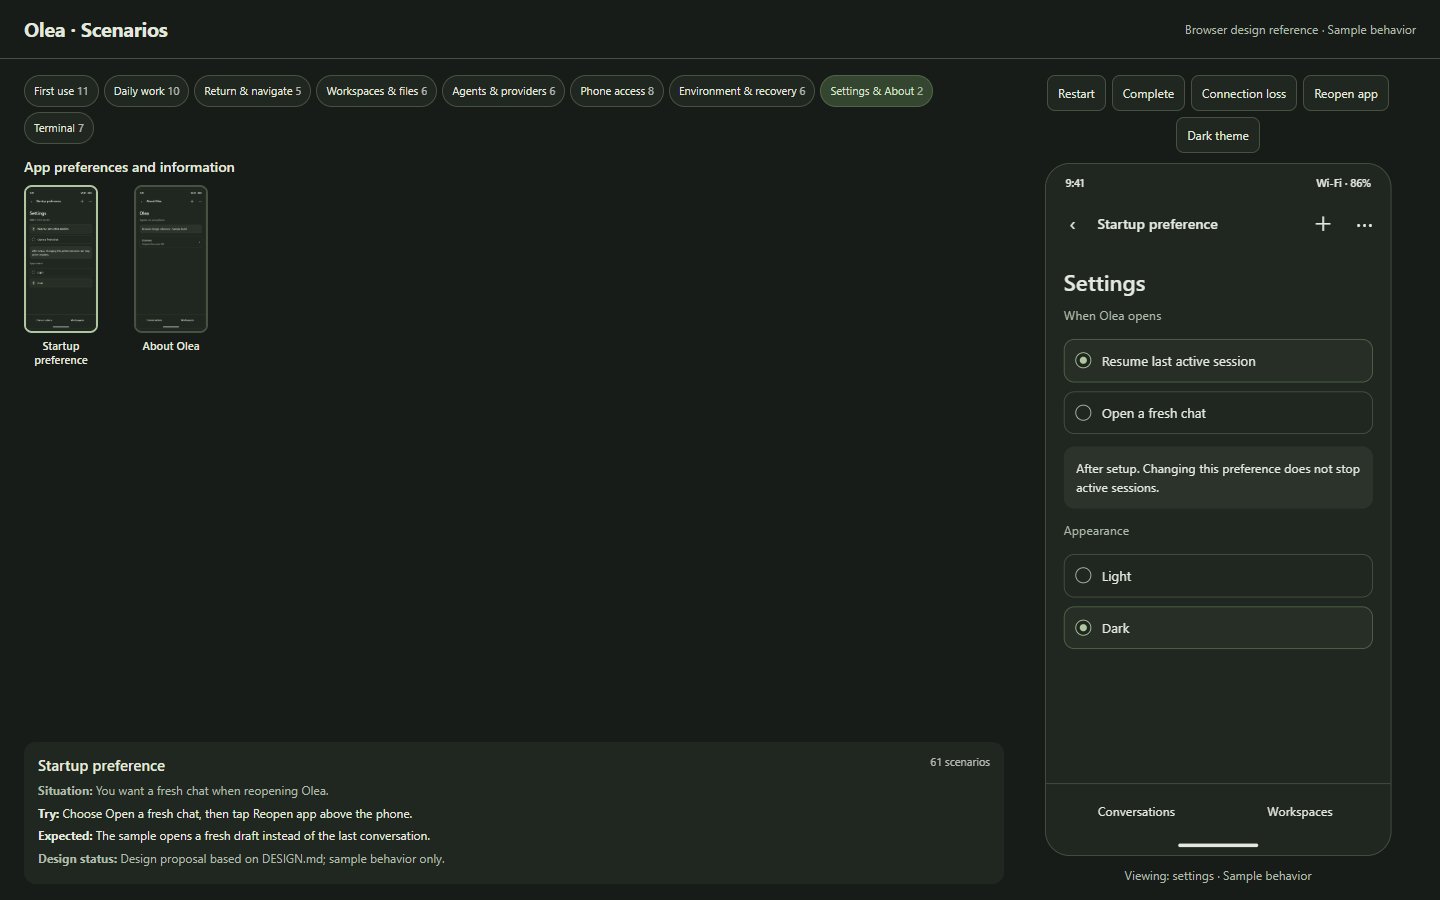 Olea · Scenarios
Browser design reference · Sample behavior
First use 11
Daily work 10
Return & navigate 5
Workspaces & files 6
Agents & providers 6
Phone access 8
Environment & recovery 6
Settings & About 2
Terminal 7
Restart
Complete
Connection loss
Reopen app
Dark theme
App preferences and information
Startup
preference
About Olea
9:41
Wi-Fi · 86%
Startup preference
Settings
When Olea opens
Resume last active session
Open a fresh chat
After setup. Changing this preference does not stop
active sessions.
Appearance
Light
Dark
Conversations
Workspaces
Viewing: settings · Sample behavior
Startup preference
61 scenarios
Situation: You want a fresh chat when reopening Olea.
Try: Choose Open a fresh chat, then tap Reopen app above the phone.
Expected: The sample opens a fresh draft instead of the last conversation.
Design status: Design proposal based on DESIGN.md; sample behavior only.